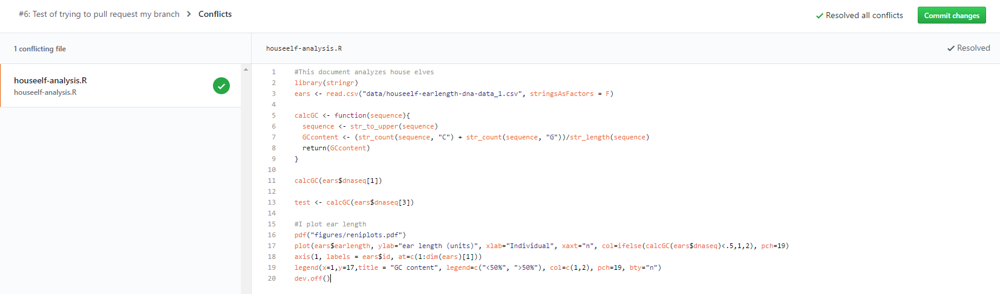 #6: Test of trying to pull request my branch > Conflicts
Resolved all conflicts
Commit changes
1 conflicting file
houseelf-analysis.R
Resolved
houseelf-analysis.R
houseelf-analysis.R
1 #This document analyzes house elves
2 library(stringr)
3 ears <- read.csv("data/houseelf-earlength-dna-data_1.csv", stringsAsFactors = F)
4
5 calcGC <- function(sequence){
6   sequence <- str_to_upper(sequence)
7   GCcontent <- (str_count(sequence, "C") + str_count(sequence, "G"))/str_length(sequence)
8   return(GCcontent)
9 }
10
11 calcGC(ears$dnaseq[1])
12
13 test <- calcGC(ears$dnaseq[3])
14
15 #I plot ear length
16 pdf("figures/reniplots.pdf")
17 plot(ears$earlength, ylab="ear length (units)", xlab="Individual", xaxt="n", col=ifelse(calcGC(ears$dnaseq)<.5,1,2), pch=19)
18 axis(1, labels = ears$id, at=c(1:dim(ears)[1]))
19 legend(x=1,y=17,title = "GC content", legend=c("<50%", ">50%"), col=c(1,2), pch=19, bty="n")
20 dev.off()